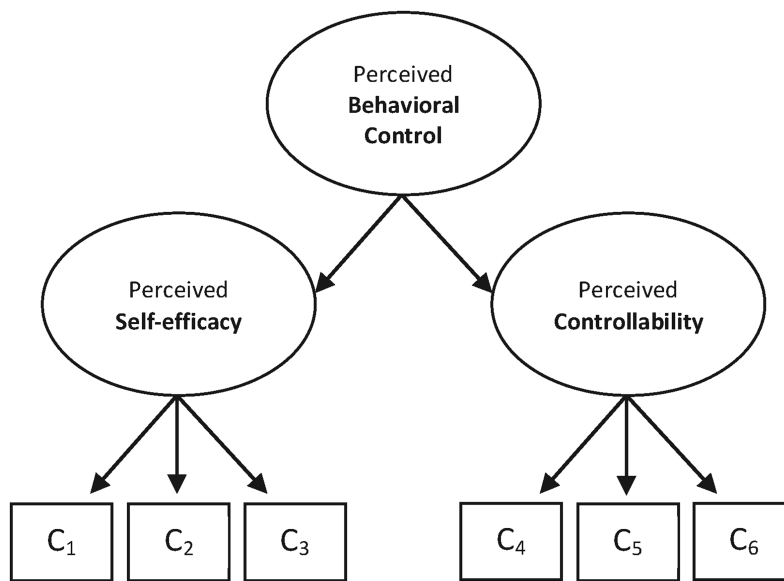 Perceived
Behavioral
Control
Perceived
Self-efficacy
Perceived
Controllability
C₁
C₂
C₃
C₄
C₅
C₆